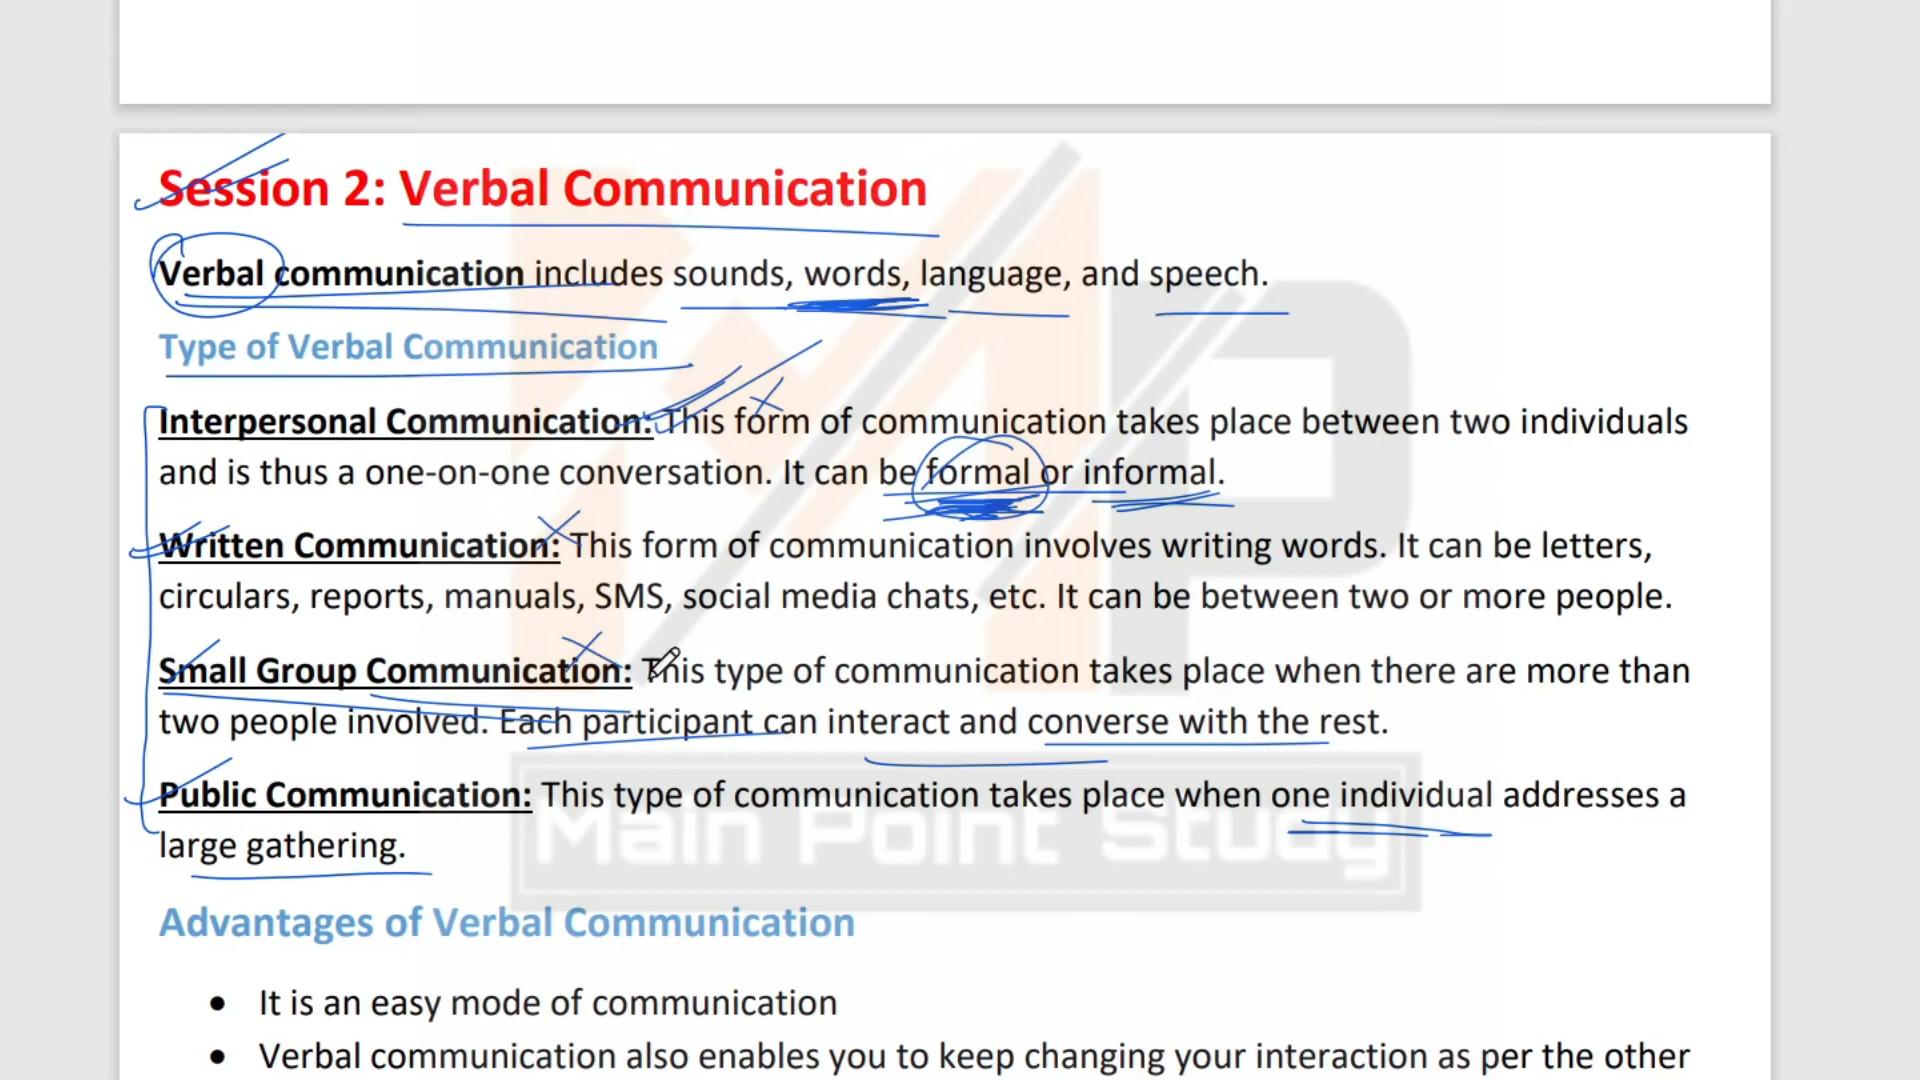 Session 2: Verbal Communication
Verbal communication includes sounds, words, language, and speech.
Type of Verbal Communication
Interpersonal Communication: This form of communication takes place between two individuals
and is thus a one-on-one conversation. It can be formal or informal.
Written Communication: This form of communication involves writing words. It can be letters,
circulars, reports, manuals, SMS, social media chats, etc. It can be between two or more people.
Small Group Communication: This type of communication takes place when there are more than
two people involved. Each participant can interact and converse with the rest.
Public Communication: This type of communication takes place when one individual addresses a
large gathering.
Main Point Study
Advantages of Verbal Communication
• It is an easy mode of communication
• Verbal communication also enables you to keep changing your interaction as per the other